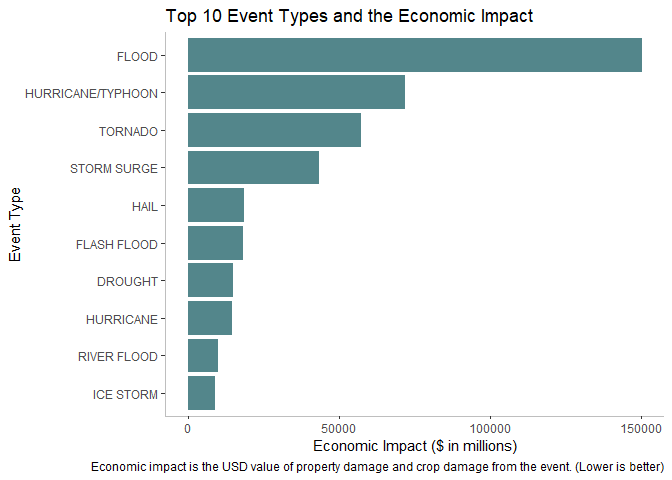 Top 10 Event Types and the Economic Impact
FLOOD
HURRICANE/TYPHOON
TORNADO
STORM SURGE
HAIL
FLASH FLOOD
DROUGHT
HURRICANE
RIVER FLOOD
ICE STORM
Event Type
0 50000 100000 150000
Economic Impact ($ in millions)
Economic impact is the USD value of property damage and crop damage from the event. (Lower is better)